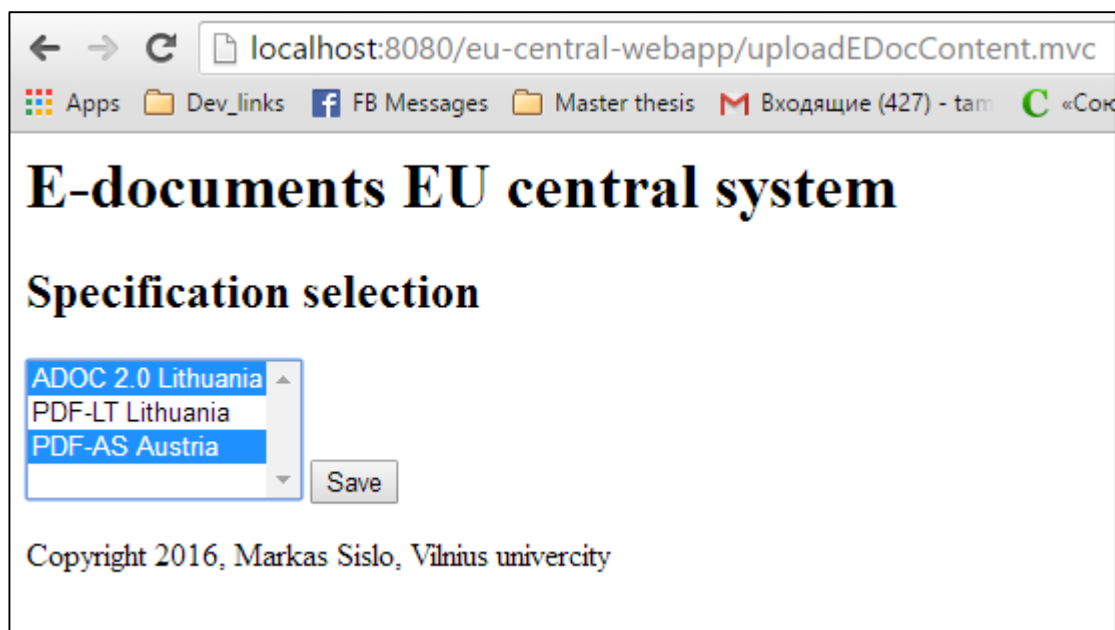 localhost:8080/eu-central-webapp/uploadEDocContent.mvc
Apps Dev_links FB Messages Master thesis Входящие (427) - tam «Сою
E-documents EU central system
Specification selection
ADOC 2.0 Lithuania
PDF-LT Lithuania
PDF-AS Austria
Save
Copyright 2016, Markas Sislo, Vilnius univercity